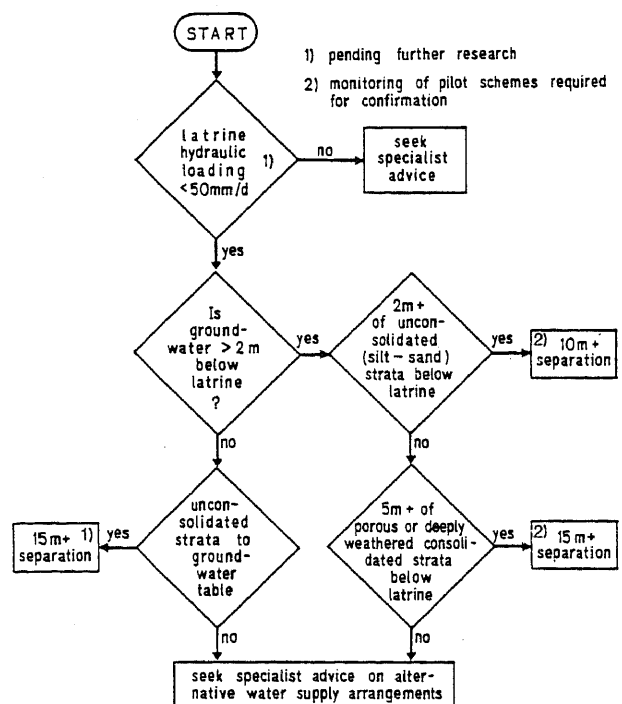 START
1) pending further research
2) monitoring of pilot schemes required
for confirmation
latrine
hydraulic 1)
loading
<50mm/d
no
seek
specialist
advice
yes
Is
ground-
water >2m
below
latrine
?
yes
2m+
of uncon-
solidated
(silt-sand)
strata below
latrine
yes
2) 10m+
separation
no
no
uncon-
solidated
strata to
ground-
water
table
yes
15m+ 1)
separation
5m+ of
porous or deeply
weathered consoli-
dated strata
below
latrine
yes
2) 15m+
separation
no
no
seek specialist advice on alter-
native water supply arrangements